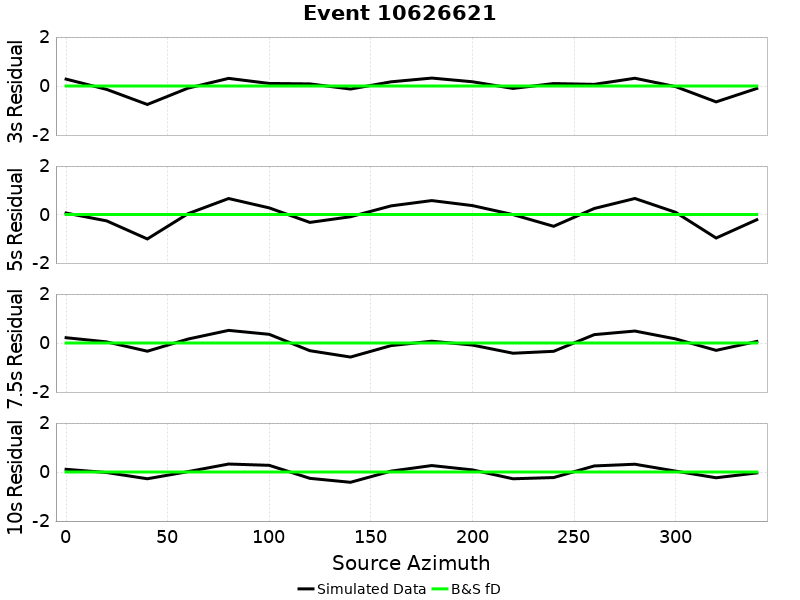 Event 10626621
3s Residual
2
0
-2
5s Residual
2
0
-2
7.5s Residual
2
0
-2
10s Residual
2
0
-2
0 50 100 150 200 250 300
Source Azimuth
Simulated Data B&S fD